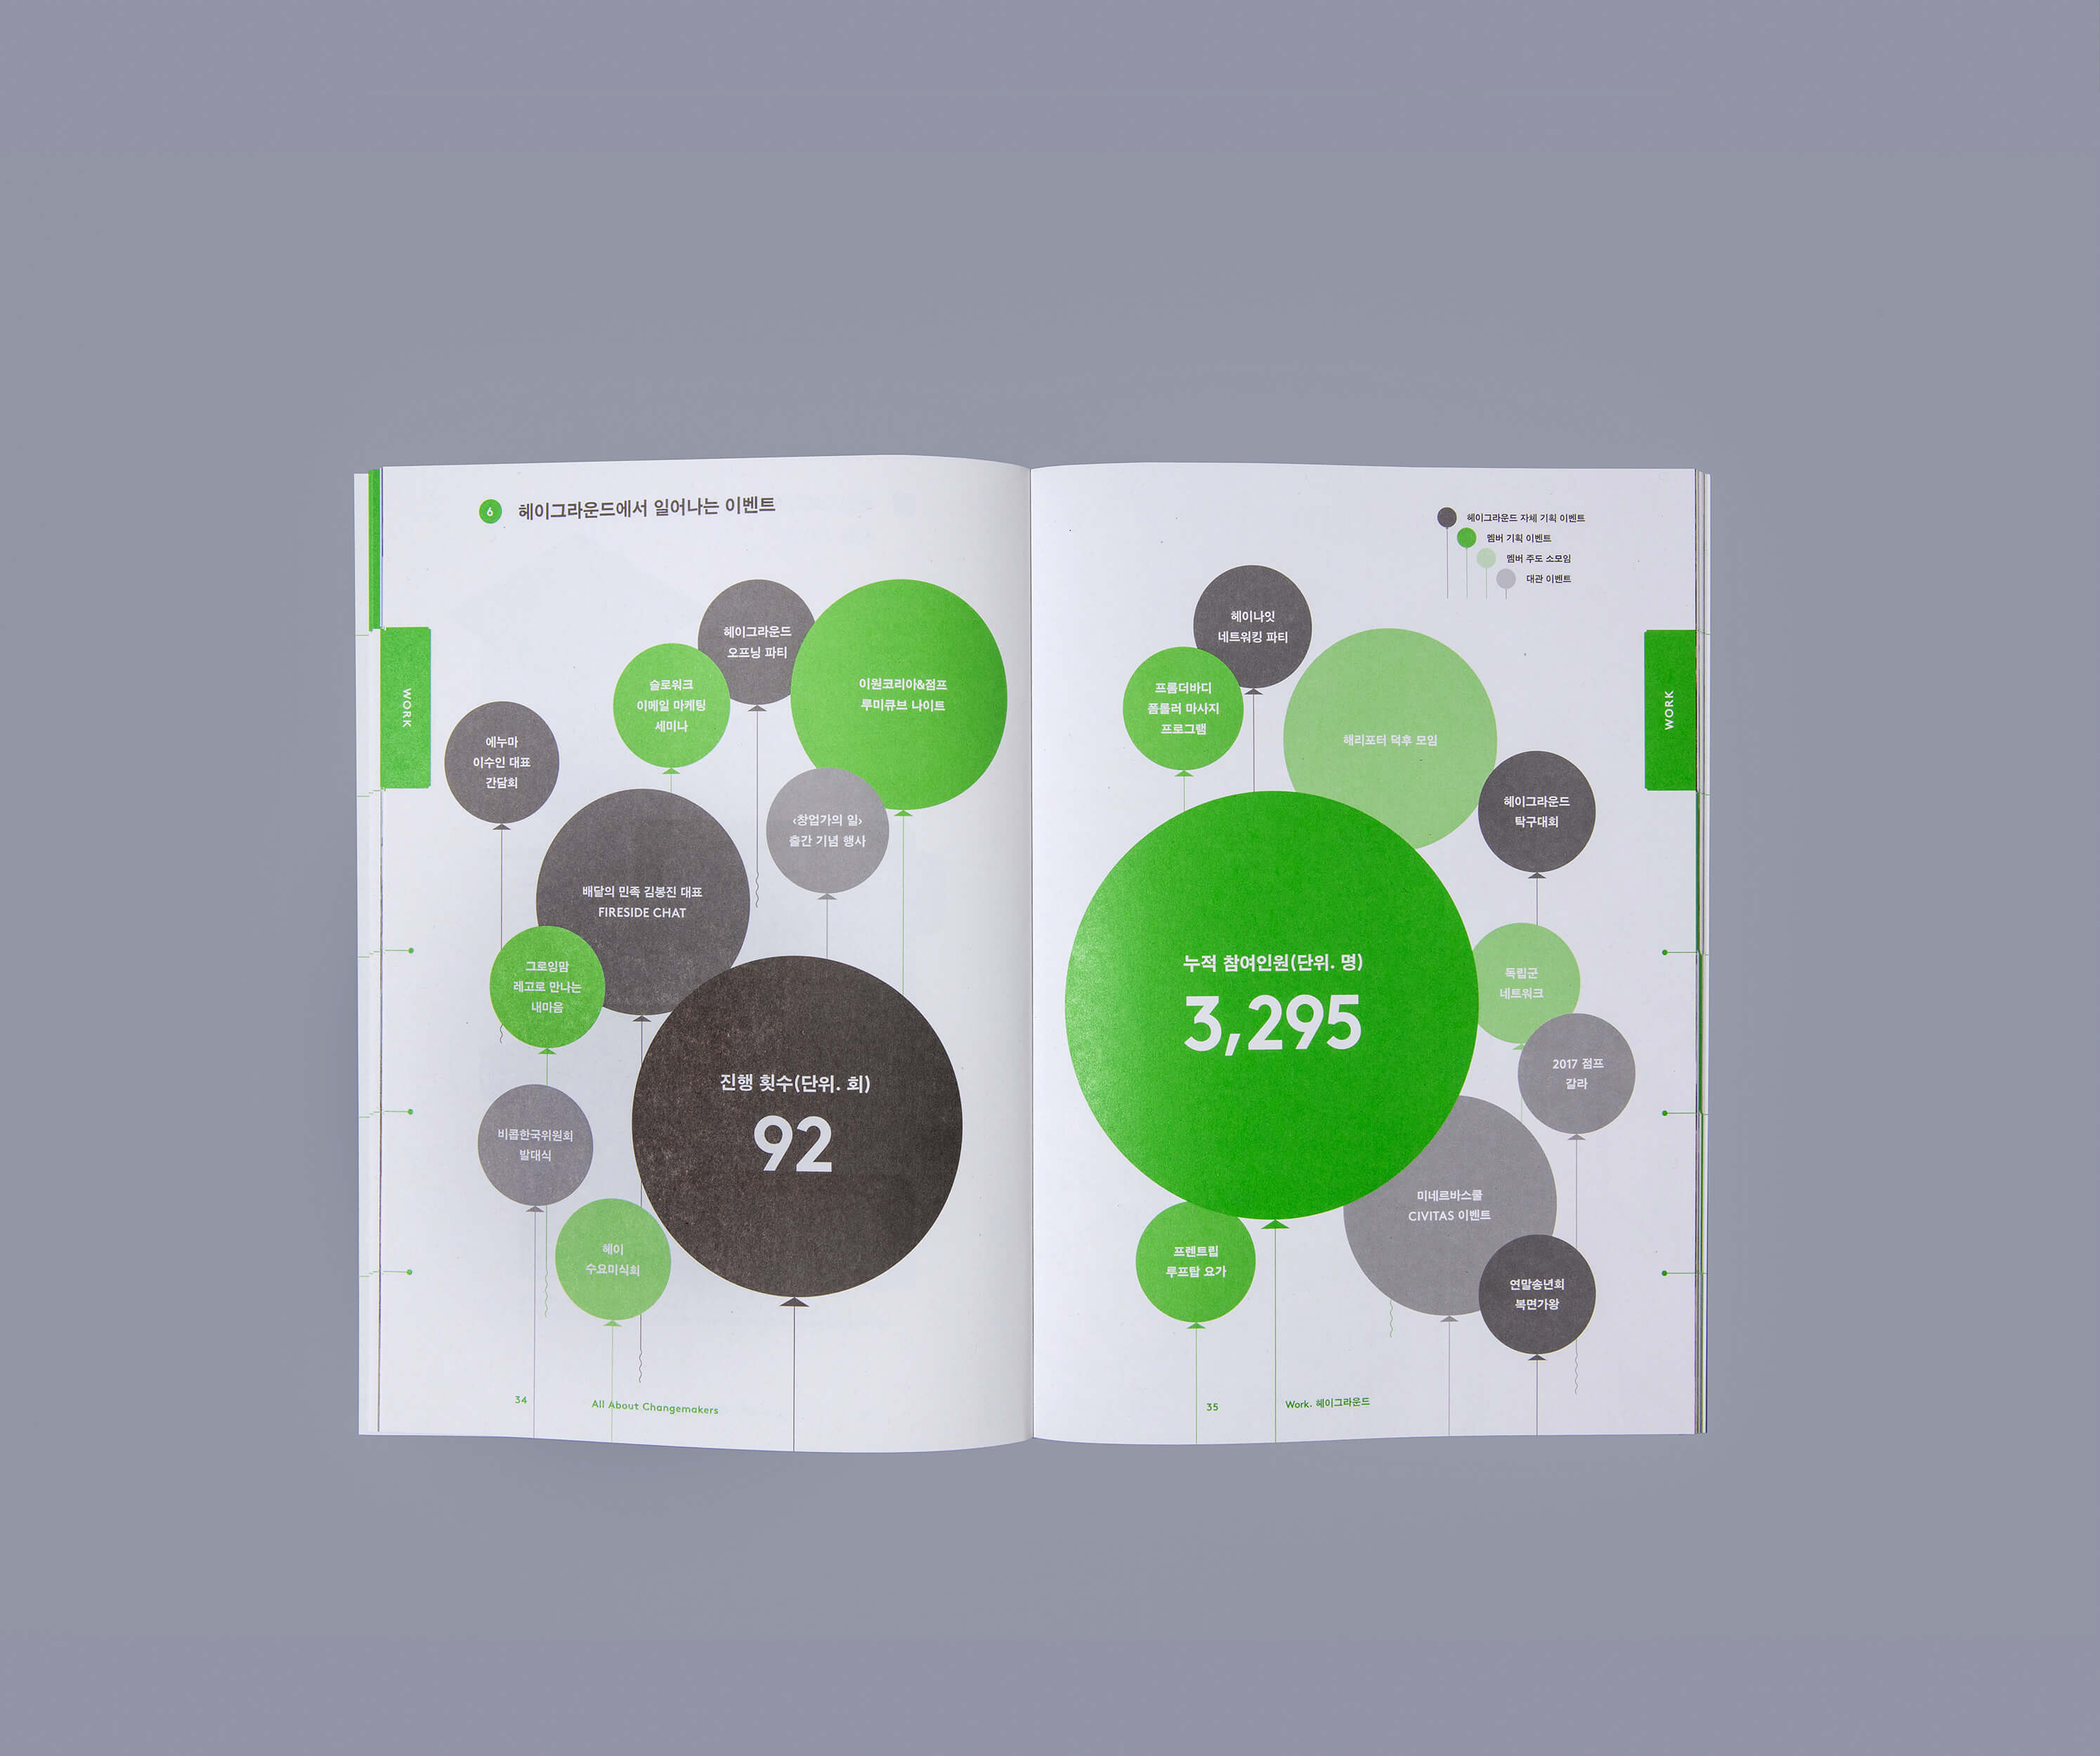 6 헤이그라운드에서 일어나는 이벤트
WORK
헤이그라운드
오프닝 파티
이원코리아&점프
루미큐브 나이트
슬로워크
이메일 마케팅
세미나
에누마
이수인 대표
간담회
<창업가의 일>
출간 기념 행사
배달의 민족 김봉진 대표
FIRESIDE CHAT
그로잉맘
레고로 만나는
내마음
진행 횟수(단위. 회)
92
비콥한국위원회
발대식
헤이
수요미식회
34
All About Changemakers
헤이그라운드 자체 기획 이벤트
멤버 기획 이벤트
멤버 주도 소모임
대관 이벤트
헤이나잇
네트워킹 파티
프롬더바디
폼롤러 마사지
프로그램
해리포터 덕후 모임
WORK
헤이그라운드
탁구대회
누적 참여인원(단위. 명)
3,295
독립군
네트워크
2017 점프
갈라
미네르바스쿨
CIVITAS 이벤트
프렌트립
루프탑 요가
연말송년회
복면가왕
35
Work. 헤이그라운드